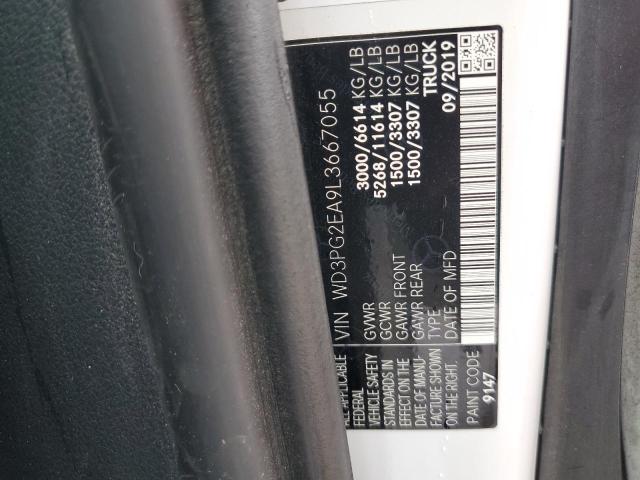 VIN WD3PG2EA9L3667055
GVWR 3000/6614 KG/LB
GCWR 5268/11614 KG/LB
GAWR FRONT 1500/3307 KG/LB
GAWR REAR 1500/3307 KG/LB
TYPE TRUCK
DATE OF MFD 09/2019
APPLICABLE
FEDERAL
VEHICLE SAFETY
STANDARDS IN
EFFECT ON THE
DATE OF MANU-
FACTURE SHOWN
ON THE RIGHT
PAINT CODE
9147